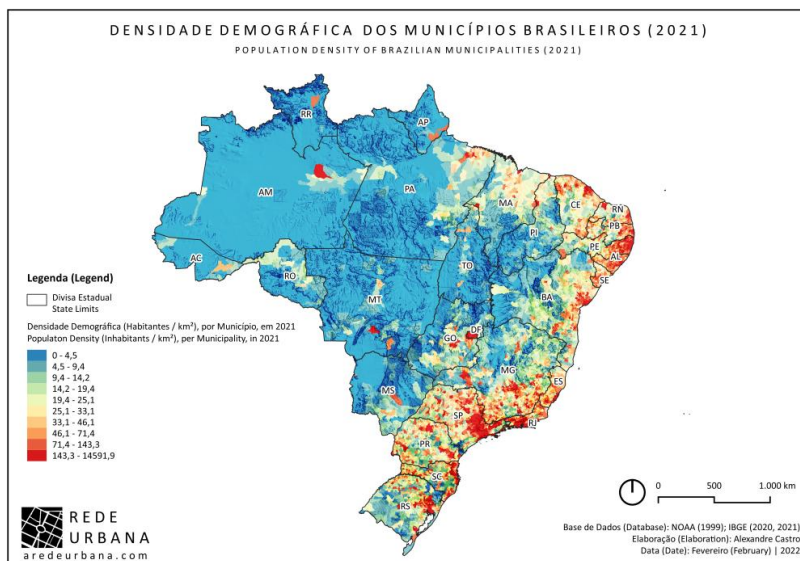 DENSIDADE DEMOGRÁFICA DOS MUNICÍPIOS BRASILEIROS (2021)
POPULATION DENSITY OF BRAZILIAN MUNICIPALITIES (2021)
RR
AP
AM
PA
MA
CE
RN
PB
PI
PE
AL
SE
AC
RO
TO
BA
MT
DF
GO
MG
ES
MS
SP
RJ
PR
SC
RS
Legenda (Legend)
Divisa Estadual
State Limits
Densidade Demográfica (Habitantes / km²), por Município, em 2021
Populaton Density (Inhabitants / km²), per Municipality, in 2021
0 - 4,5
4,5 - 9,4
9,4 - 14,2
14,2 - 19,4
19,4 - 25,1
25,1 - 33,1
33,1 - 46,1
46,1 - 71,4
71,4 - 143,3
143,3 - 14591,9
0 500 1.000 km
REDE
URBANA
aredeurbana.com
Base de Dados (Database): NOAA (1999); IBGE (2020, 2021)
Elaboração (Elaboration): Alexandre Castro
Data (Date): Fevereiro (February) | 2022